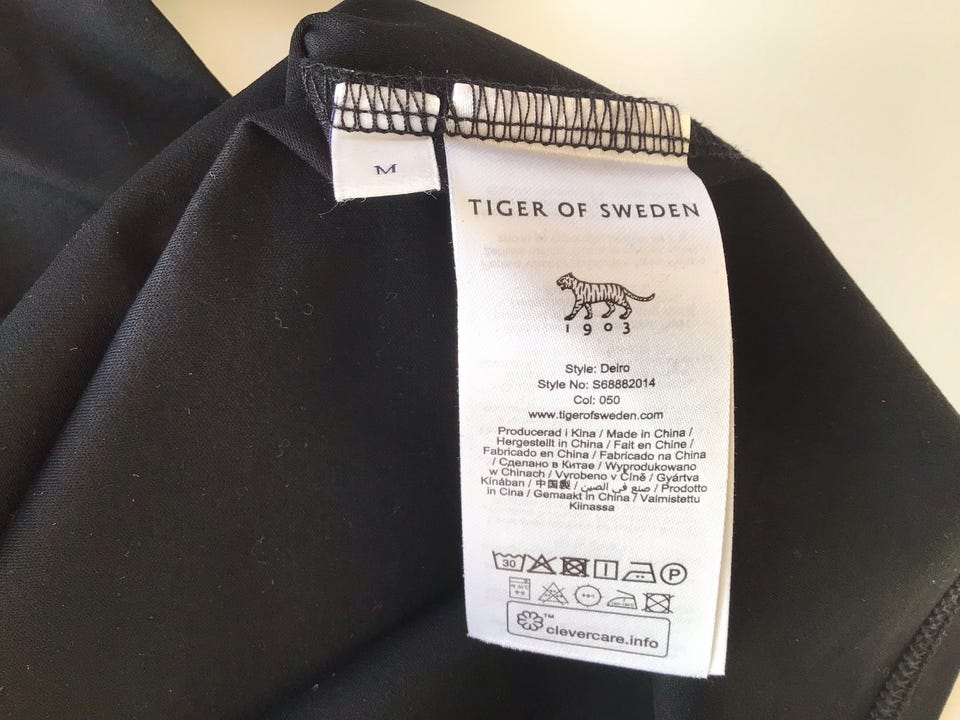 M
TIGER OF SWEDEN
1903
Style: Deiro
Style No: S68882014
Col: 050
www.tigerofsweden.com
Producerad i Kina / Made in China /
Hergestellt in China / Fait en Chine /
Fabricado en China / Fabricado na China
/ Сделано в Китае / Wyprodukowano
w Chinach / Vyrobeno v Číně / Gyártva
Kínában / 中国製 / صنع في الصين / Prodotto
in Cina / Gemaakt in China / Valmistettu
Kiinassa
30
P
TM
clevercare.info